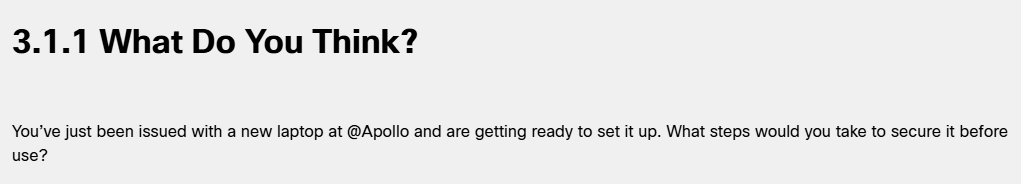 3.1.1 What Do You Think?
You’ve just been issued with a new laptop at @Apollo and are getting ready to set it up. What steps would you take to secure it before
use?